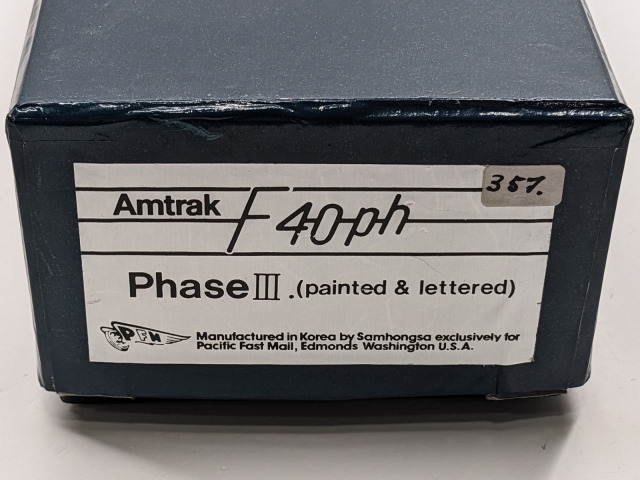 357.
Amtrak F40ph
Phase III . (painted & lettered)
PFM
Manufactured in Korea by Samhongsa exclusively for
Pacific Fast Mail, Edmonds Washington U.S.A.